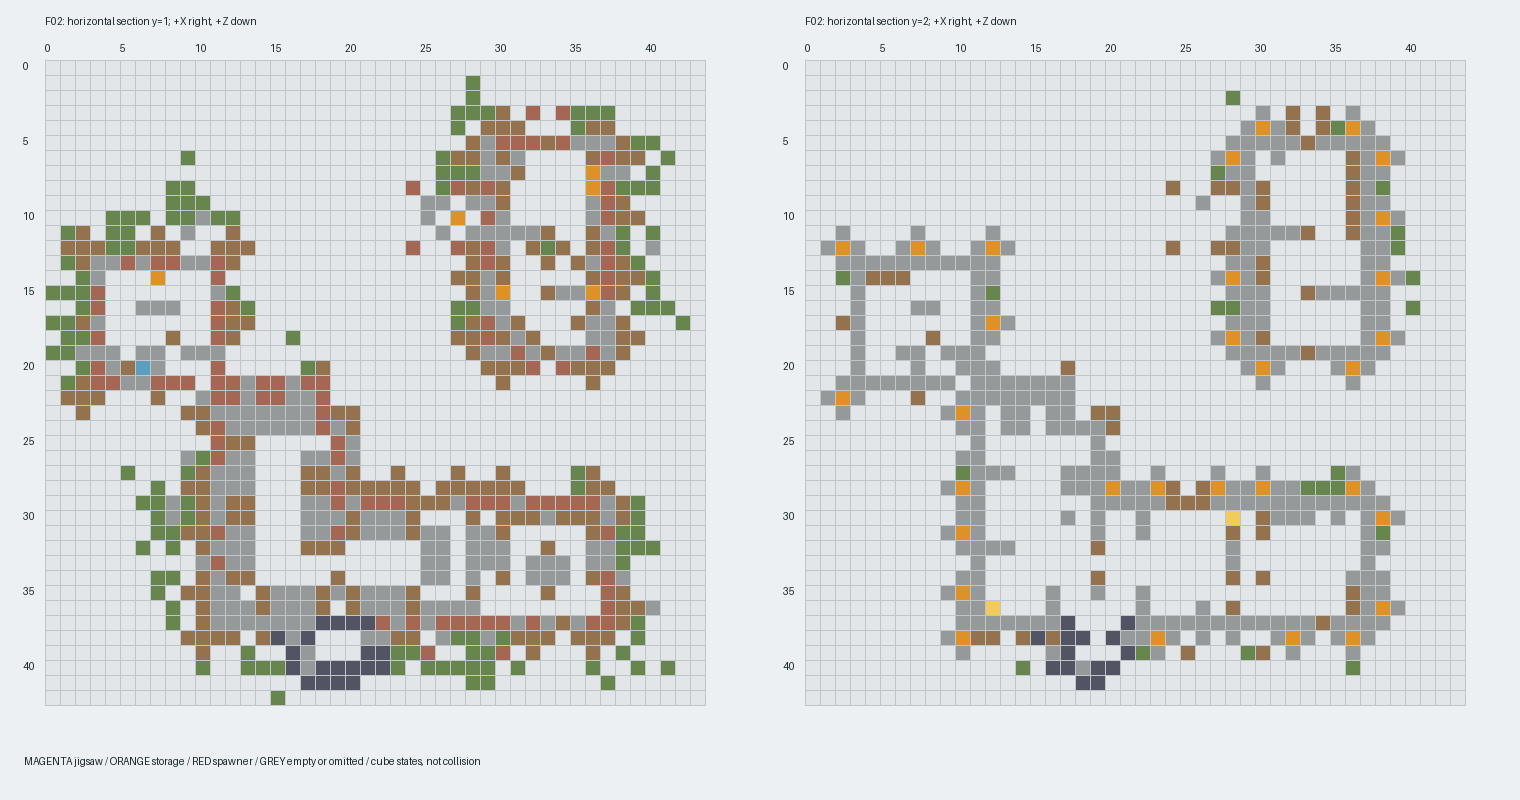 F02: horizontal section y=1; +X right, +Z down
F02: horizontal section y=2; +X right, +Z down
0 5 10 15 20 25 30 35 40
0 5 10 15 20 25 30 35 40
0 0
5 5
10 10
15 15
20 20
25 25
30 30
35 35
40 40
MAGENTA jigsaw / ORANGE storage / RED spawner / GREY empty or omitted / cube states, not collision